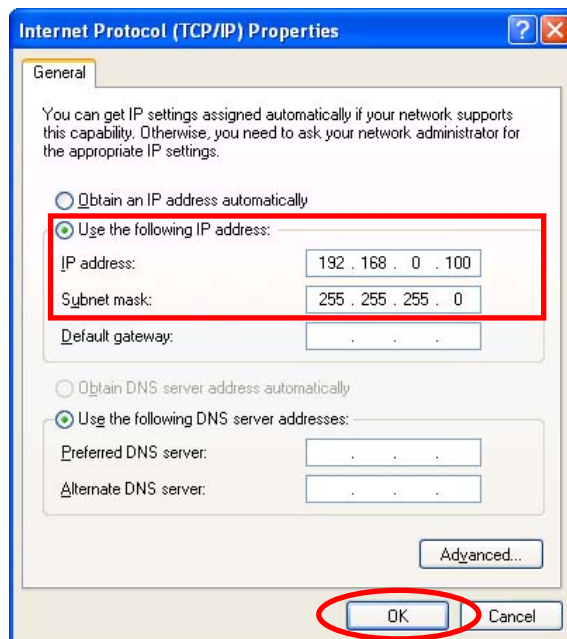 Internet Protocol (TCP/IP) Properties
General
You can get IP settings assigned automatically if your network supports
this capability. Otherwise, you need to ask your network administrator for
the appropriate IP settings.
Obtain an IP address automatically
Use the following IP address:
IP address: 192 . 168 . 0 . 100
Subnet mask: 255 . 255 . 255 . 0
Default gateway: . . .
Obtain DNS server address automatically
Use the following DNS server addresses:
Preferred DNS server: . . .
Alternate DNS server: . . .
Advanced...
OK Cancel